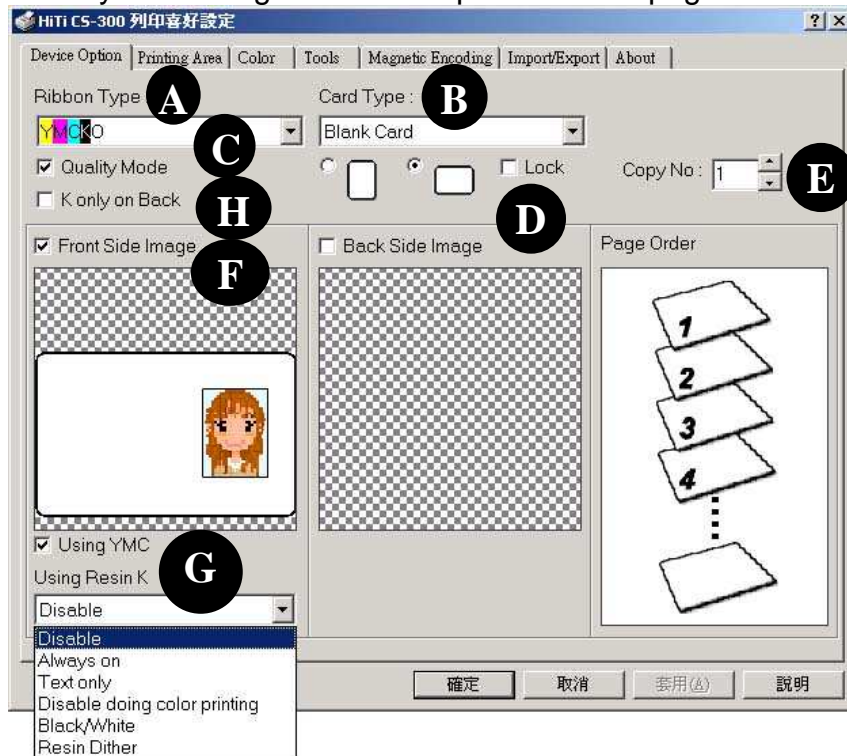 HiTi CS-300 列印喜好設定
Device Option Printing Area Color Tools Magnetic Encoding Import/Export About
Ribbon Type A Card Type : B
YMCKO C Blank Card
Quality Mode Lock Copy No : 1 E
K only on Back H D
Front Side Image F Back Side Image Page Order
1
2
3
4
Using YMC
Using Resin K G
Disable
Disable
Always on
Text only
Disable doing color printing
Black/White
Resin Dither
確定 取消 套用(A) 說明